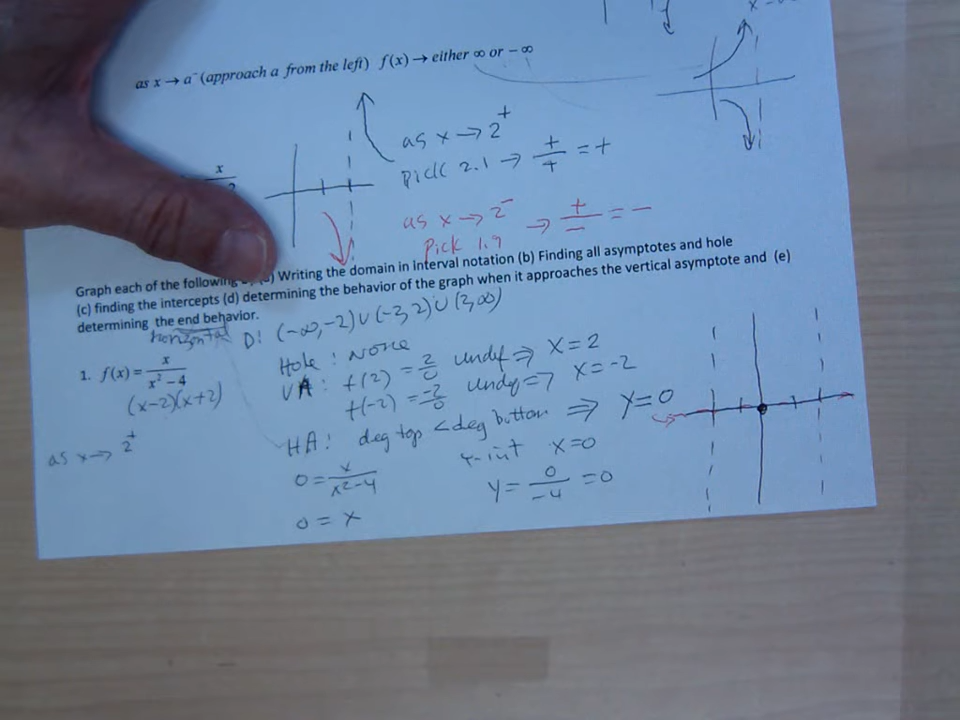 as x → a⁻ (approach a from the left) f(x) → either ∞ or −∞
as x → 2⁺
pick 2.1 → +/+ = +
x
as x → 2⁻ → +/− = −
Pick 1.9
Graph each of the following (a) Writing the domain in interval notation (b) Finding all asymptotes and hole
(c) finding the intercepts (d) determining the behavior of the graph when it approaches the vertical asymptote and (e)
determining the end behavior.
horizontal D: (-∞,-2) ∪ (-2, 2) ∪ (2,∞)
1. f(x) = x/(x² − 4)
(x-2)(x+2)
Hole : NONE
VA : f(2) = 2/0 undef ⇒ x = 2
f(-2) = -2/0 undef ⇒ x = -2
HA : deg top < deg bottom ⇒ y = 0
as x → 2⁺
0 = x/(x²-4)
0 = x
Y-int x = 0
y = 0/-4 = 0